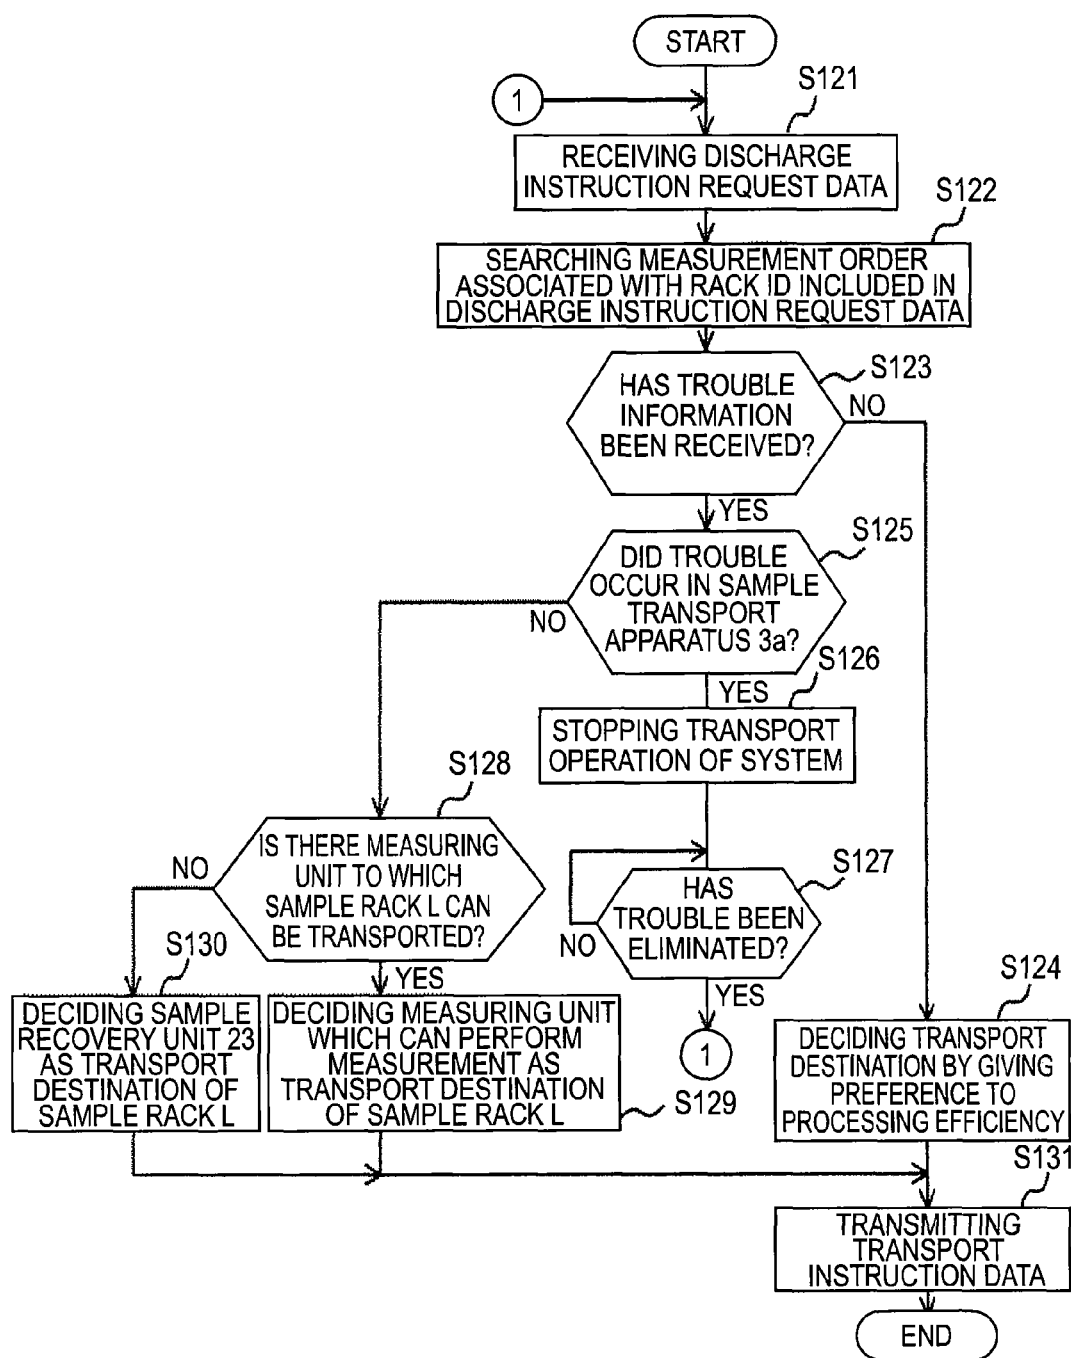 START
1
S121
RECEIVING DISCHARGE
INSTRUCTION REQUEST DATA
S122
SEARCHING MEASUREMENT ORDER
ASSOCIATED WITH RACK ID INCLUDED IN
DISCHARGE INSTRUCTION REQUEST DATA
S123
HAS TROUBLE
INFORMATION
BEEN RECEIVED?
NO
YES
S125
DID TROUBLE
OCCUR IN SAMPLE
TRANSPORT
APPARATUS 3a?
NO
YES
S126
STOPPING TRANSPORT
OPERATION OF SYSTEM
S128
IS THERE MEASURING
UNIT TO WHICH
SAMPLE RACK L CAN
BE TRANSPORTED?
NO
YES
S127
HAS
TROUBLE BEEN
ELIMINATED?
NO
YES
1
S130
DECIDING SAMPLE
RECOVERY UNIT 23
AS TRANSPORT
DESTINATION OF
SAMPLE RACK L
DECIDING MEASURING UNIT
WHICH CAN PERFORM
MEASUREMENT AS
TRANSPORT DESTINATION
OF SAMPLE RACK L
S129
S124
DECIDING TRANSPORT
DESTINATION BY GIVING
PREFERENCE TO
PROCESSING EFFICIENCY
S131
TRANSMITTING
TRANSPORT
INSTRUCTION DATA
END